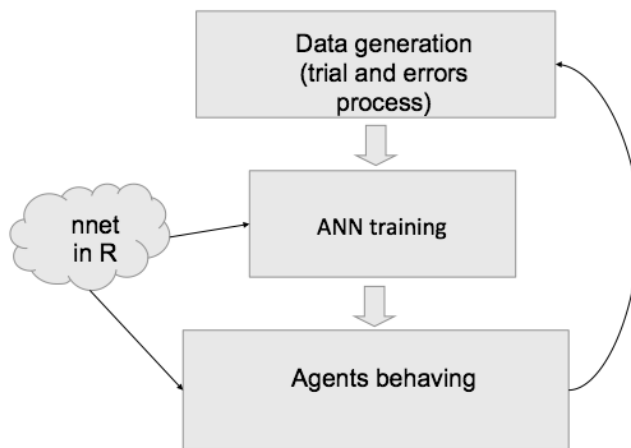 Data generation
(trial and errors
process)
nnet
in R
ANN training
Agents behaving